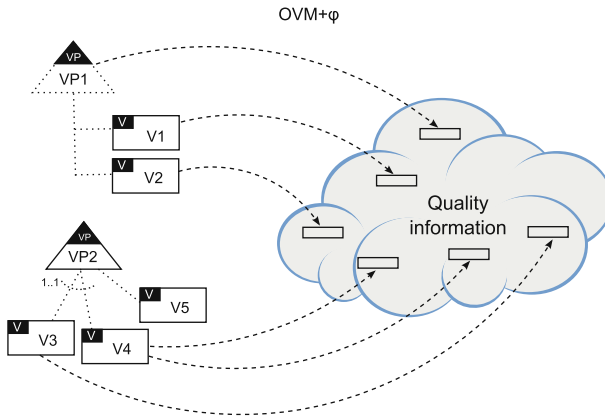 OVM+φ
VP
VP1
V
V1
V
V2
Quality
information
VP
VP2
1..1
V
V5
V
V3
V
V4